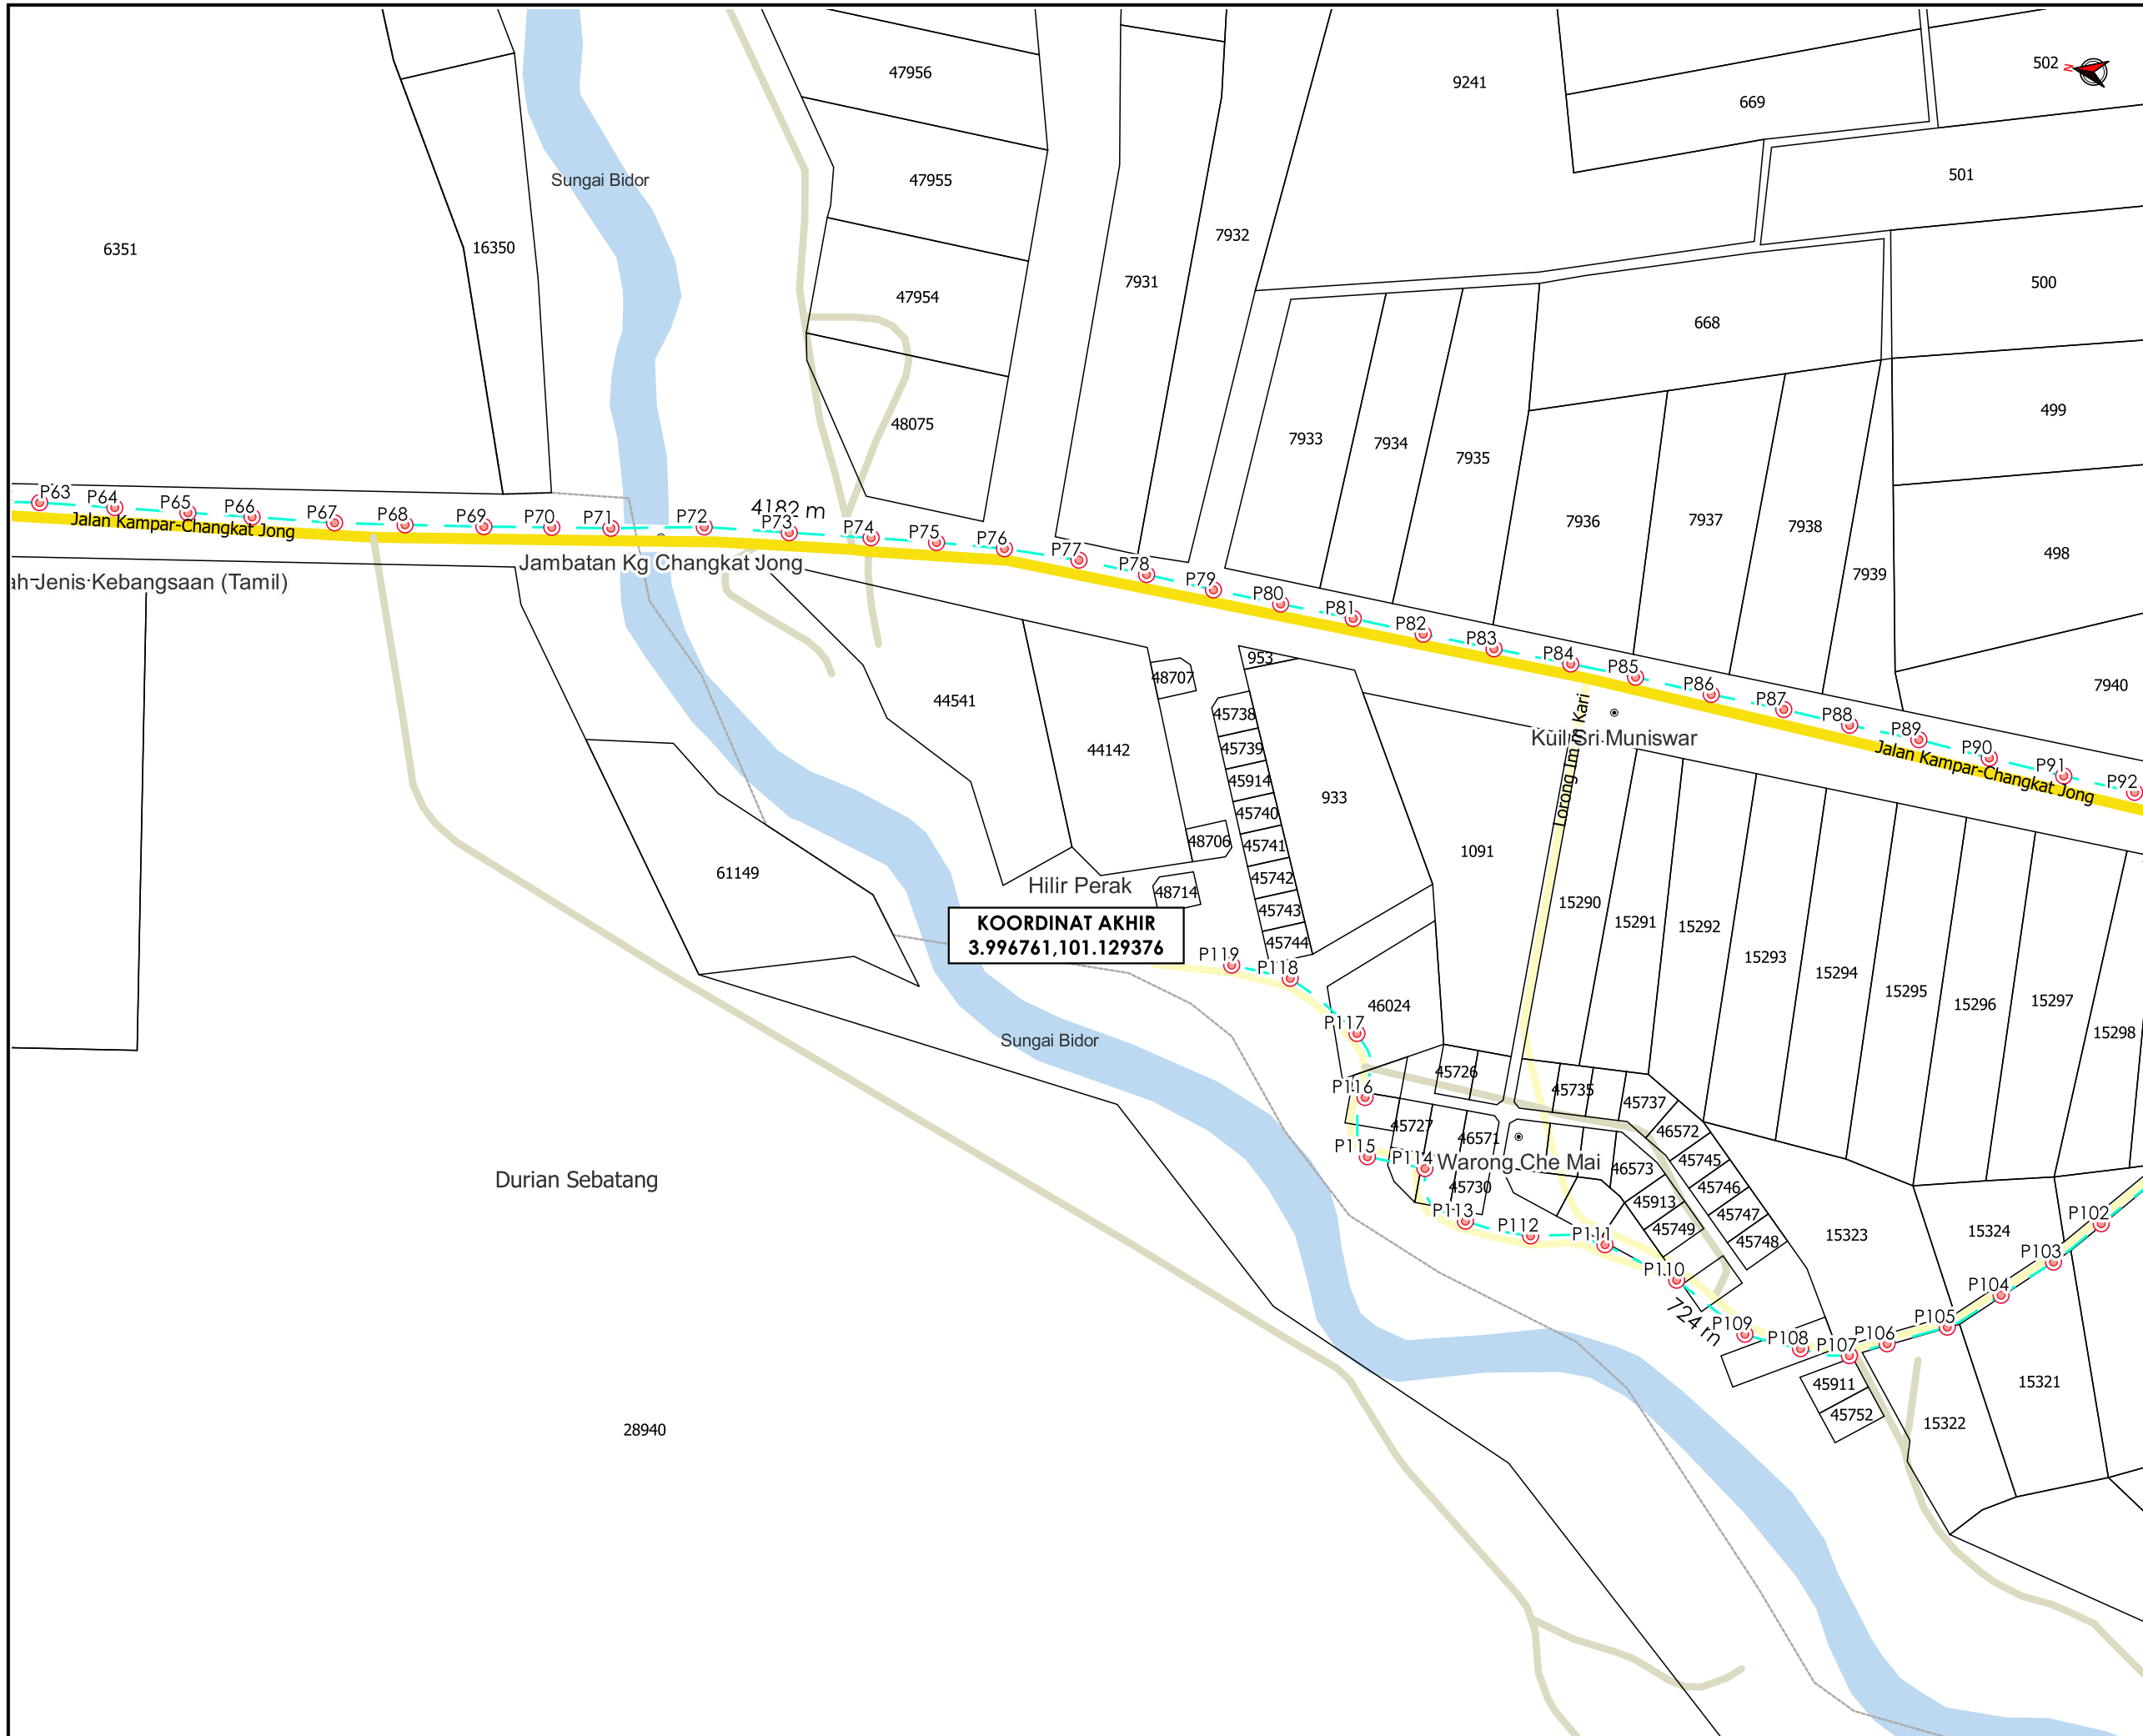 502
N
47956
9241
669
501
Sungai Bidor
47955
7932
6351
16350
7931
500
47954
668
499
48075
7933
7934
7935
7936
7937
7938
498
7939
P63
P64
P65
P66
P67
P68
P69
P70
P71
P72
4182 m
P73
P74
P75
P76
P77
P78
P79
P80
P81
P82
P83
P84
P85
P86
P87
P88
P89
P90
P91
P92
Jalan Kampar-Changkat Jong
Jambatan Kg Changkat Jong
ah Jenis Kebangsaan (Tamil)
953
48707
7940
44541
45738
Kuil Sri Muniswar
Jalan Kampar-Changkat Jong
44142
45739
45914
933
Lorong Imam Kari
45740
48706
45741
1091
61149
45742
Hilir Perak
48714
45743
15290
15291
15292
KOORDINAT AKHIR
3.996761,101.129376
45744
15293
15294
15295
15296
15297
15298
P119
P118
46024
P117
Sungai Bidor
45726
45735
P116
45737
45727
46571
46572
P115
P114
Warong Che Mai
45745
46573
45730
45746
45913
45747
Durian Sebatang
P113
P112
P111
45749
45748
15323
15324
P102
P103
P110
P104
724 m
P109
P108
P107
P106
P105
45911
15321
45752
15322
28940